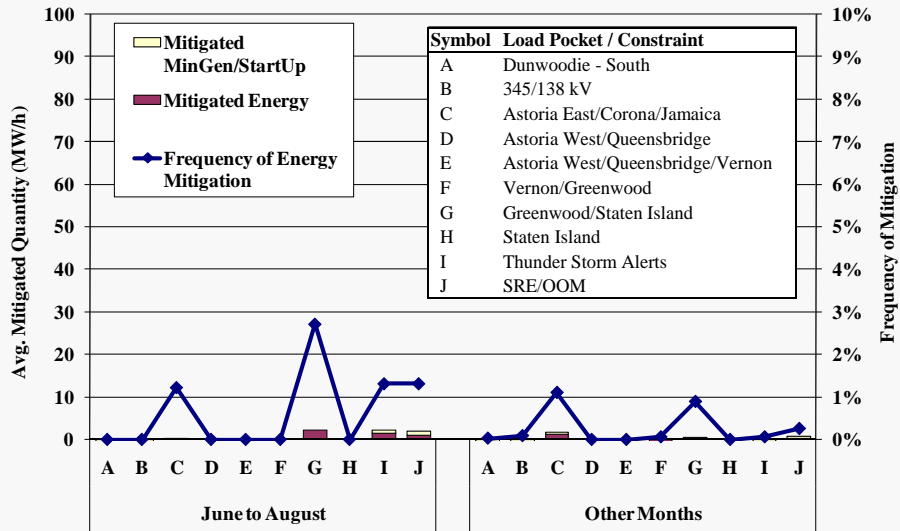 100
90
80
70
60
50
40
30
20
10
0
Avg. Mitigated Quantity (MW/h)
Mitigated
MinGen/StartUp
Mitigated Energy
Frequency of Energy
Mitigation
Symbol Load Pocket / Constraint
A Dunwoodie - South
B 345/138 kV
C Astoria East/Corona/Jamaica
D Astoria West/Queensbridge
E Astoria West/Queensbridge/Vernon
F Vernon/Greenwood
G Greenwood/Staten Island
H Staten Island
I Thunder Storm Alerts
J SRE/OOM
10%
9%
8%
7%
6%
5%
4%
3%
2%
1%
0%
Frequency of Mitigation
A B C D E F G H I J A B C D E F G H I J
June to August Other Months